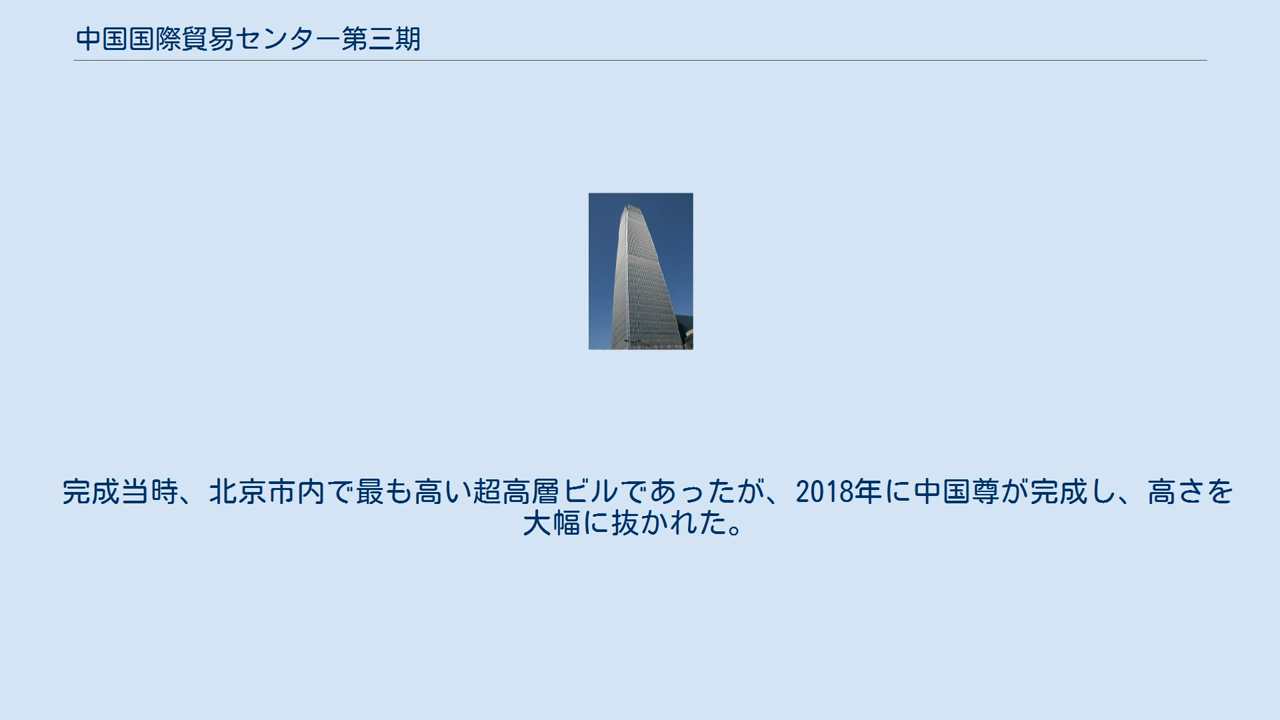 中国国際貿易センター第三期
完成当時、北京市内で最も高い超高層ビルであったが、2018年に中国尊が完成し、高さを
大幅に抜かれた。